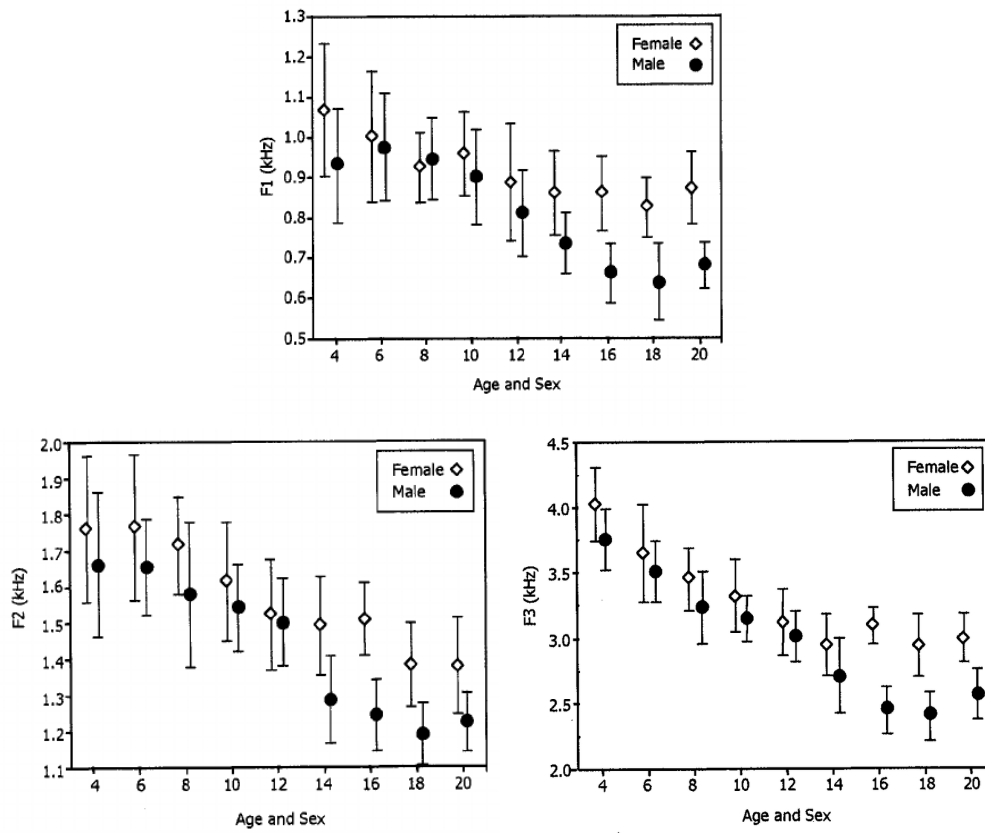 1.3
1.2
1.1
1.0
0.9
0.8
0.7
0.6
0.5
F1 (kHz)
Female
Male
4 6 8 10 12 14 16 18 20
Age and Sex
2.0
1.9
1.8
1.7
1.6
1.5
1.4
1.3
1.2
1.1
F2 (kHz)
Female
Male
4 6 8 10 12 14 16 18 20
Age and Sex
4.5
4.0
3.5
3.0
2.5
2.0
F3 (kHz)
Female
Male
4 6 8 10 12 14 16 18 20
Age and Sex